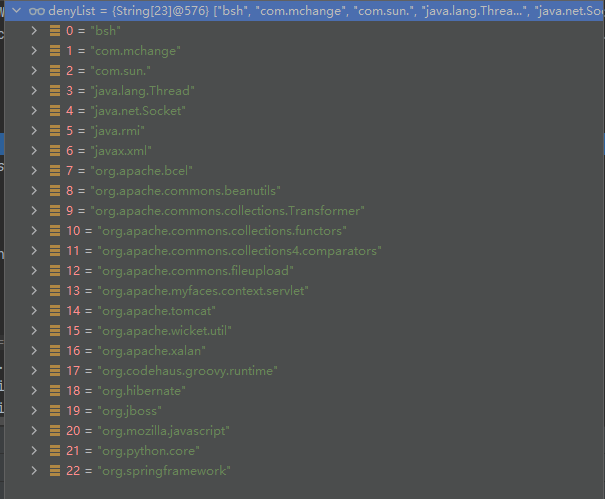 denyList = {String[23]@576} ["bsh", "com.mchange", "com.sun.", "java.lang.Threa...", "java.net.So
0 = "bsh"
1 = "com.mchange"
2 = "com.sun."
3 = "java.lang.Thread"
4 = "java.net.Socket"
5 = "java.rmi"
6 = "javax.xml"
7 = "org.apache.bcel"
8 = "org.apache.commons.beanutils"
9 = "org.apache.commons.collections.Transformer"
10 = "org.apache.commons.collections.functors"
11 = "org.apache.commons.collections4.comparators"
12 = "org.apache.commons.fileupload"
13 = "org.apache.myfaces.context.servlet"
14 = "org.apache.tomcat"
15 = "org.apache.wicket.util"
16 = "org.apache.xalan"
17 = "org.codehaus.groovy.runtime"
18 = "org.hibernate"
19 = "org.jboss"
20 = "org.mozilla.javascript"
21 = "org.python.core"
22 = "org.springframework"